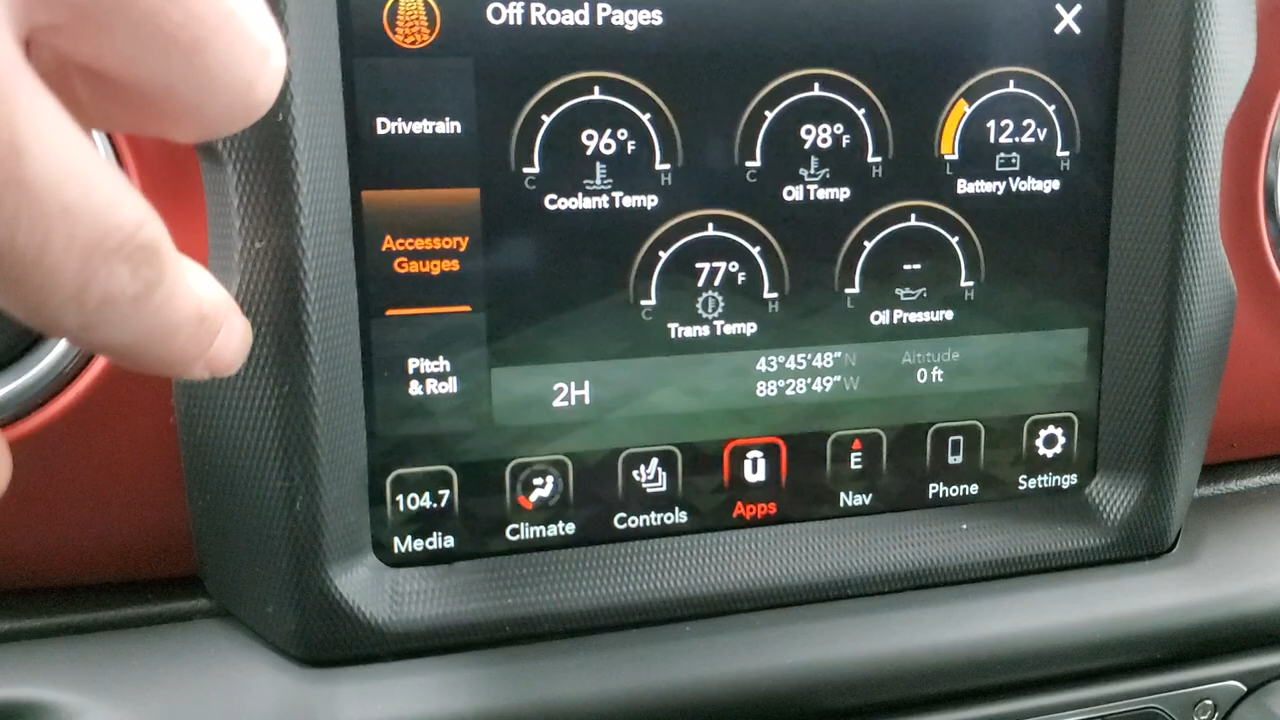 Off Road Pages
X
Drivetrain
Accessory
Gauges
Pitch
& Roll
96°F
C H
Coolant Temp
98°F
C H
Oil Temp
12.2v
L H
Battery Voltage
77°F
C H
Trans Temp
--
L H
Oil Pressure
2H
43°45'48" N
88°28'49" W
Altitude
0 ft
104.7
Media
Climate
Controls
Apps
E
Nav
Phone
Settings